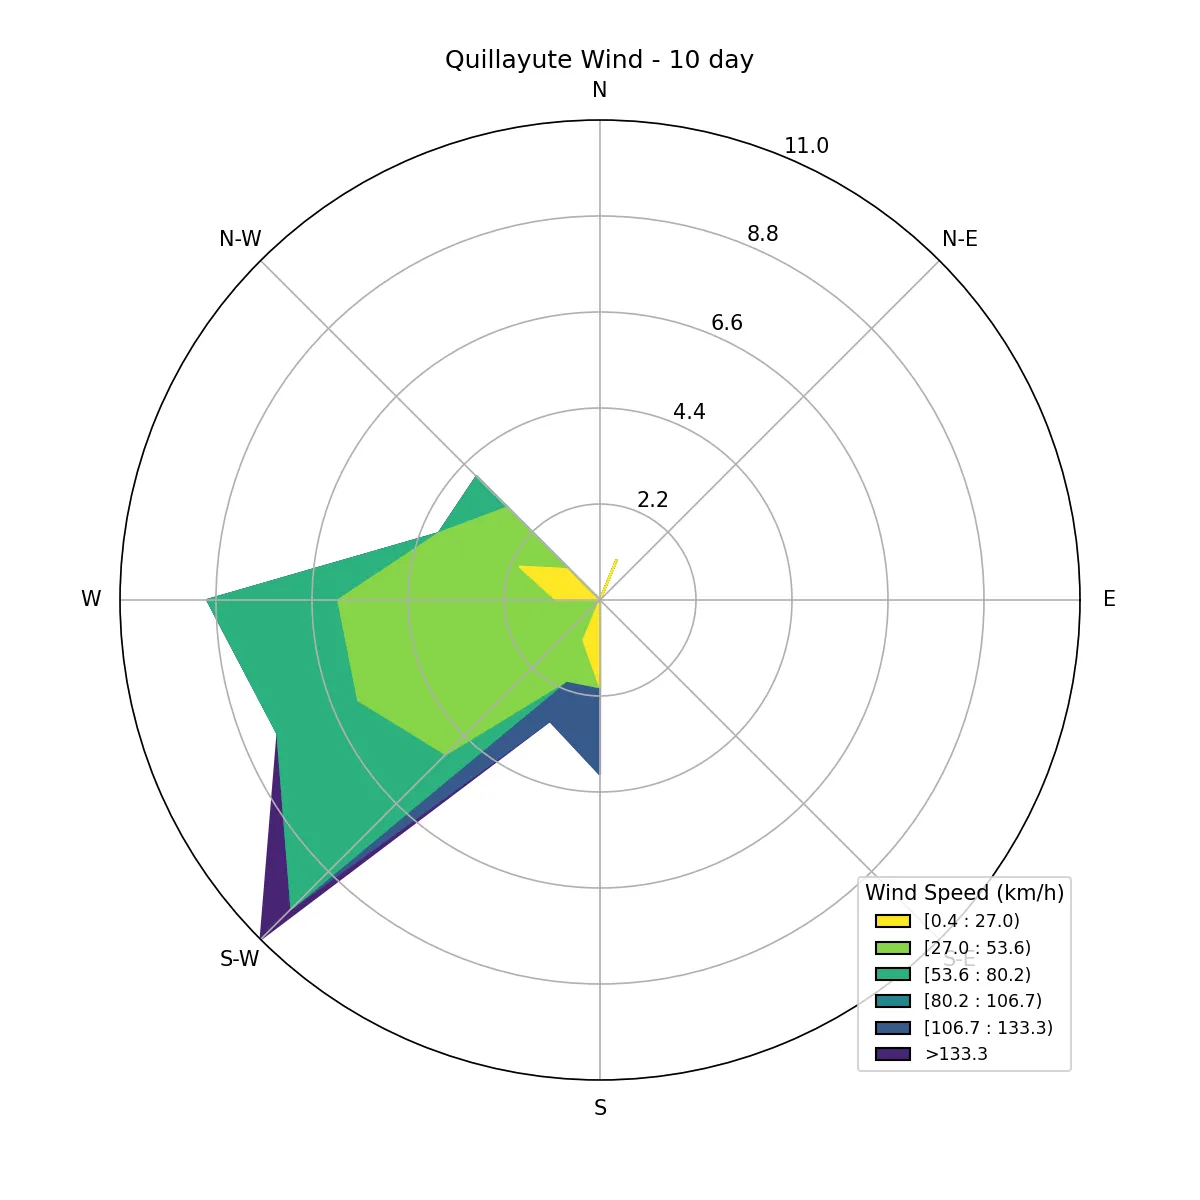 Quillayute Wind - 10 day
N
11.0
N-W
8.8
N-E
6.6
4.4
2.2
W
E
S-W
S-E
Wind Speed (km/h)
[0.4 : 27.0)
[27.0 : 53.6)
[53.6 : 80.2)
[80.2 : 106.7)
[106.7 : 133.3)
>133.3
S